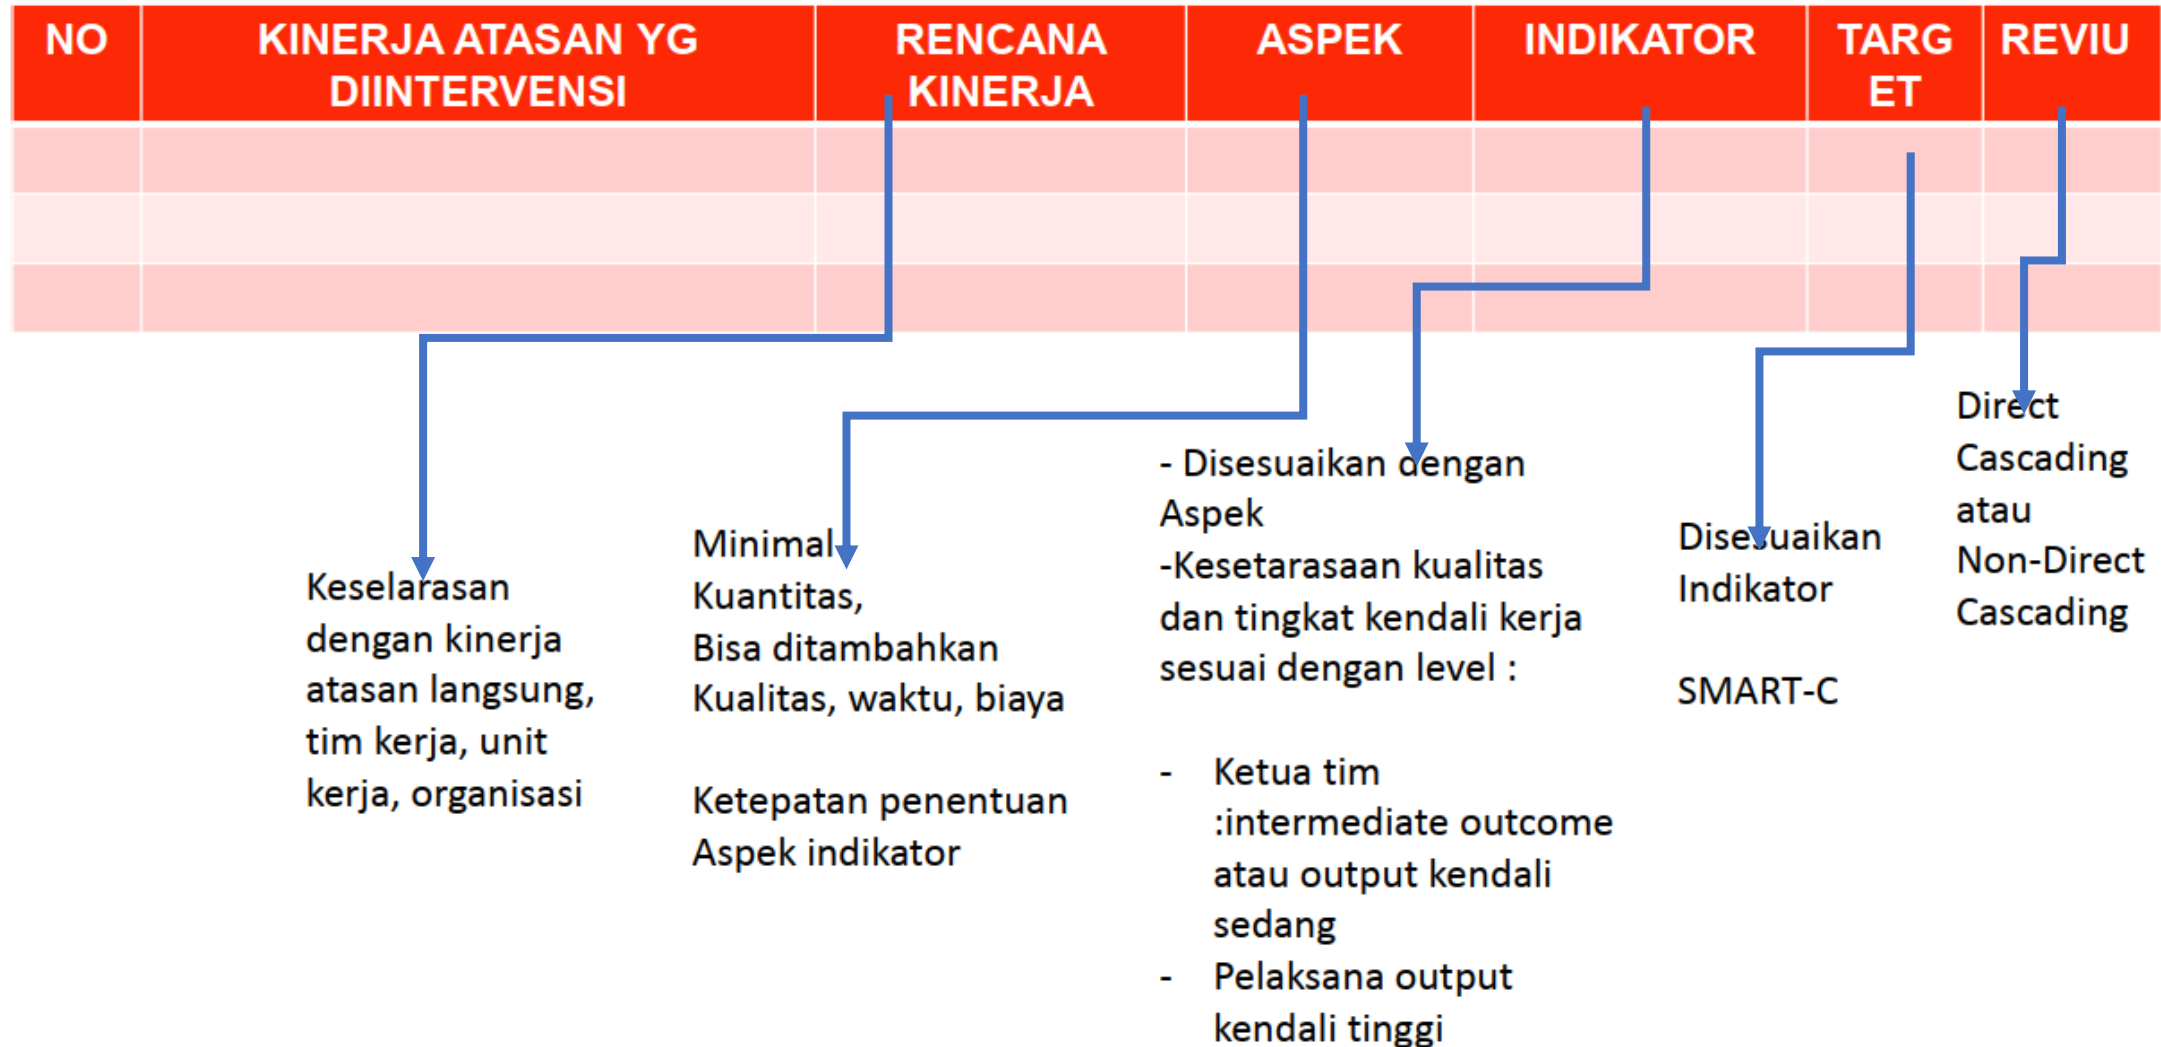 NO
KINERJA ATASAN YG
DIINTERVENSI
RENCANA
KINERJA
ASPEK
INDIKATOR
TARG
ET
REVIU
Keselarasan
dengan kinerja
atasan langsung,
tim kerja, unit
kerja, organisasi
Minimal
Kuantitas,
Bisa ditambahkan
Kualitas, waktu, biaya
Ketepatan penentuan
Aspek indikator
- Disesuaikan dengan
Aspek
-Kesetarasaan kualitas
dan tingkat kendali kerja
sesuai dengan level :
- Ketua tim
:intermediate outcome
atau output kendali
sedang
- Pelaksana output
kendali tinggi
Disesuaikan
Indikator
SMART-C
Direct
Cascading
atau
Non-Direct
Cascading